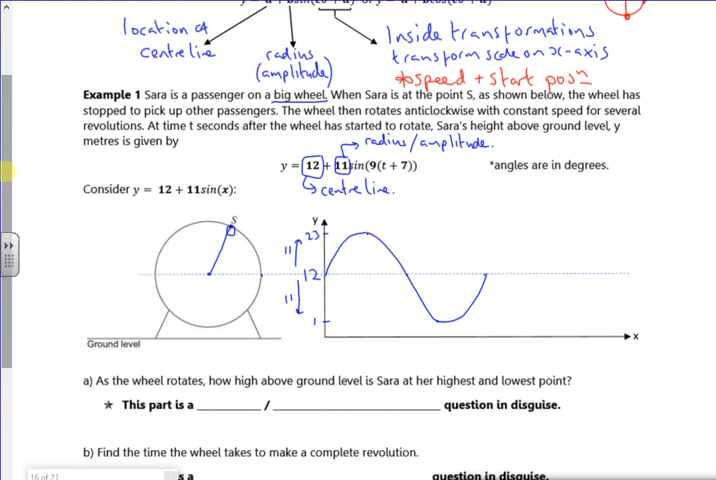 location of
centreline
radius
(amplitude)
Inside transformations
transform scale on x-axis
speed + start posn
Example 1 Sara is a passenger on a big wheel. When Sara is at the point S, as shown below, the wheel has
stopped to pick up other passengers. The wheel then rotates anticlockwise with constant speed for several
revolutions. At time t seconds after the wheel has started to rotate, Sara's height above ground level, y
metres is given by
radius/amplitude.
y = 12 + 11sin(9(t + 7))
*angles are in degrees.
centreline.
Consider y = 12 + 11sin(x):
S
y
23
11
12
11
1
x
Ground level
a) As the wheel rotates, how high above ground level is Sara at her highest and lowest point?
★ This part is a ________ / ____________________ question in disguise.
b) Find the time the wheel takes to make a complete revolution.
16 of 21
s a
question in disguise.